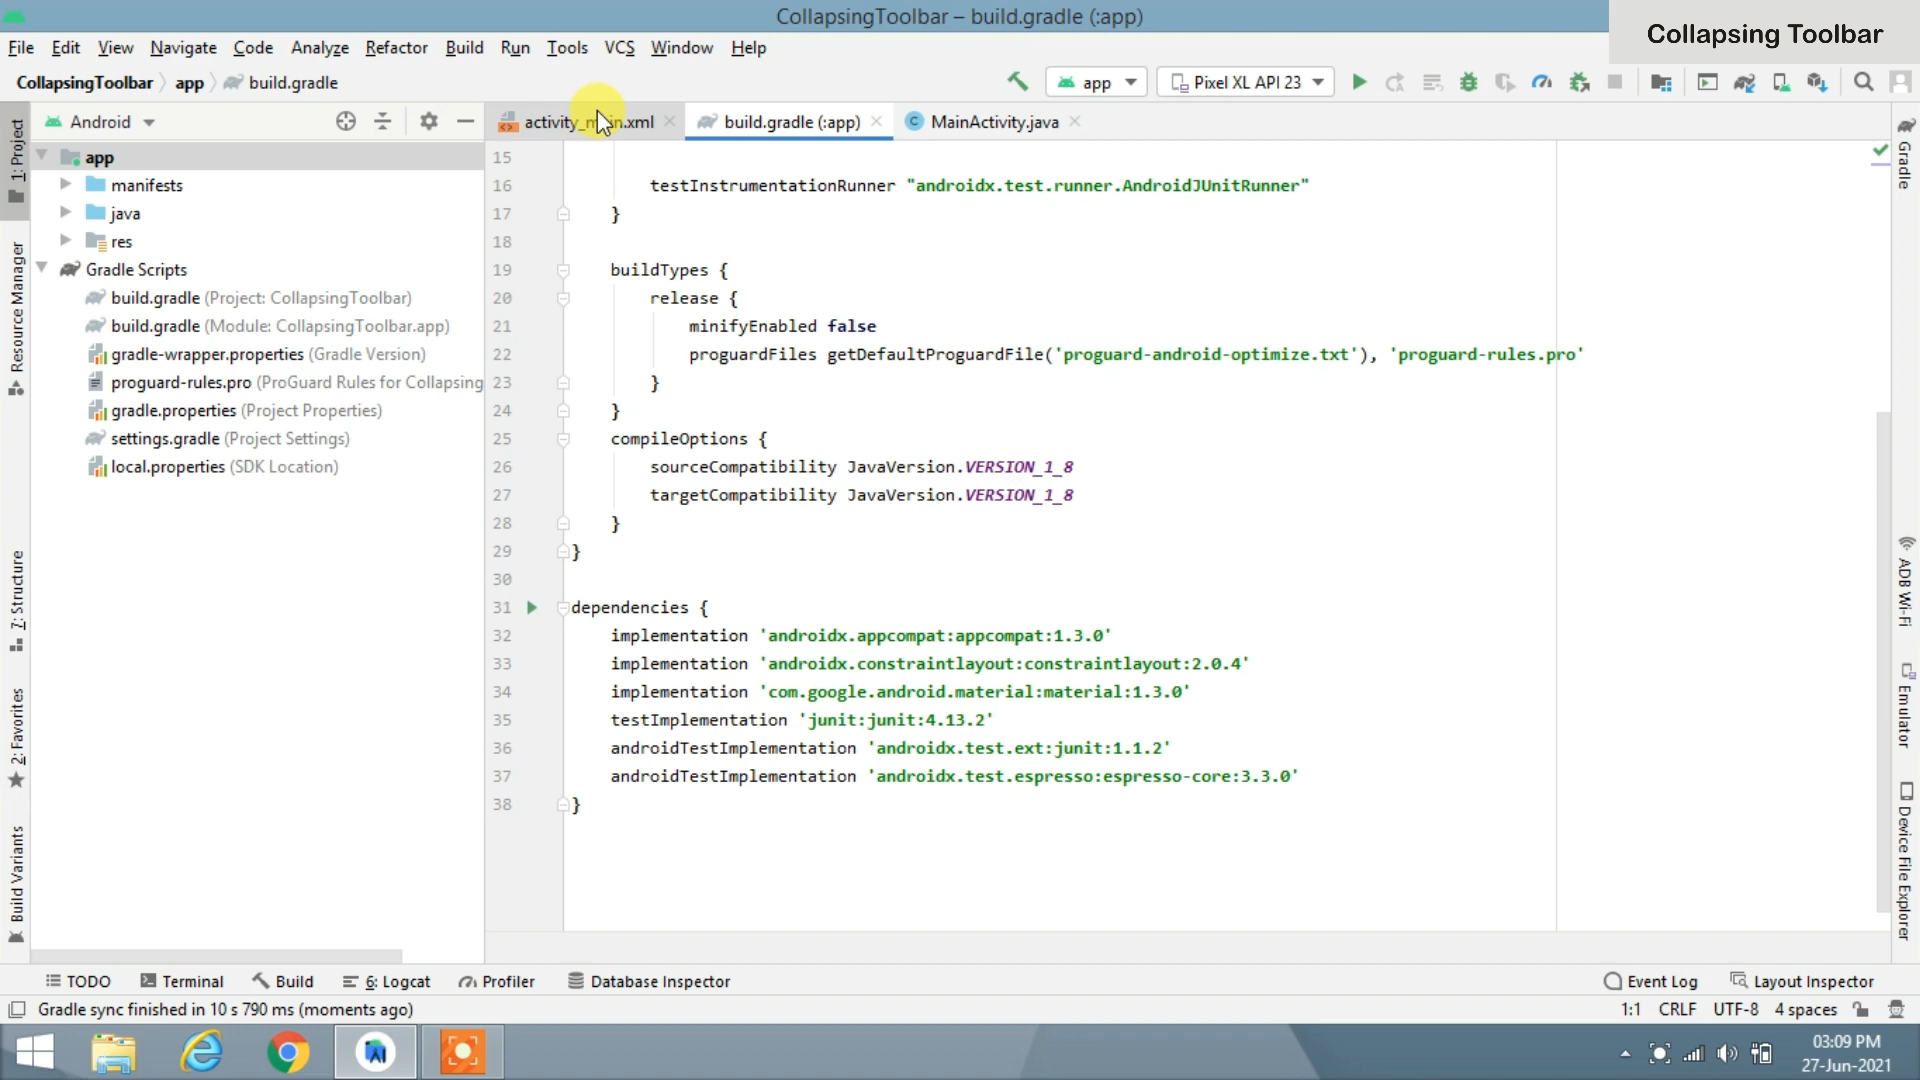 CollapsingToolbar – build.gradle (:app)
Collapsing Toolbar
File Edit View Navigate Code Analyze Refactor Build Run Tools VCS Window Help
CollapsingToolbar app build.gradle
app Pixel XL API 23
1: Project
Resource Manager
7: Structure
2: Favorites
Build Variants
Android
app
manifests
java
res
Gradle Scripts
build.gradle (Project: CollapsingToolbar)
build.gradle (Module: CollapsingToolbar.app)
gradle-wrapper.properties (Gradle Version)
proguard-rules.pro (ProGuard Rules for Collapsing
gradle.properties (Project Properties)
settings.gradle (Project Settings)
local.properties (SDK Location)
build.gradle (:app) MainActivity.java
15
16 testInstrumentationRunner "androidx.test.runner.AndroidJUnitRunner"
17 }
18
19 buildTypes {
20 release {
21 minifyEnabled false
22 proguardFiles getDefaultProguardFile('proguard-android-optimize.txt'), 'proguard-rules.pro'
23 }
24 }
25 compileOptions {
26 sourceCompatibility JavaVersion.VERSION_1_8
27 targetCompatibility JavaVersion.VERSION_1_8
28 }
29 }
30
31 dependencies {
32 implementation 'androidx.appcompat:appcompat:1.3.0'
33 implementation 'androidx.constraintlayout:constraintlayout:2.0.4'
34 implementation 'com.google.android.material:material:1.3.0'
35 testImplementation 'junit:junit:4.13.2'
36 androidTestImplementation 'androidx.test.ext:junit:1.1.2'
37 androidTestImplementation 'androidx.test.espresso:espresso-core:3.3.0'
38 }
Gradle
ADB Wi-Fi
Emulator
Device File Explorer
TODO Terminal Build 6: Logcat Profiler Database Inspector Event Log Layout Inspector
Gradle sync finished in 10 s 790 ms (moments ago) 1:1 CRLF UTF-8 4 spaces
03:09 PM
27-Jun-2021